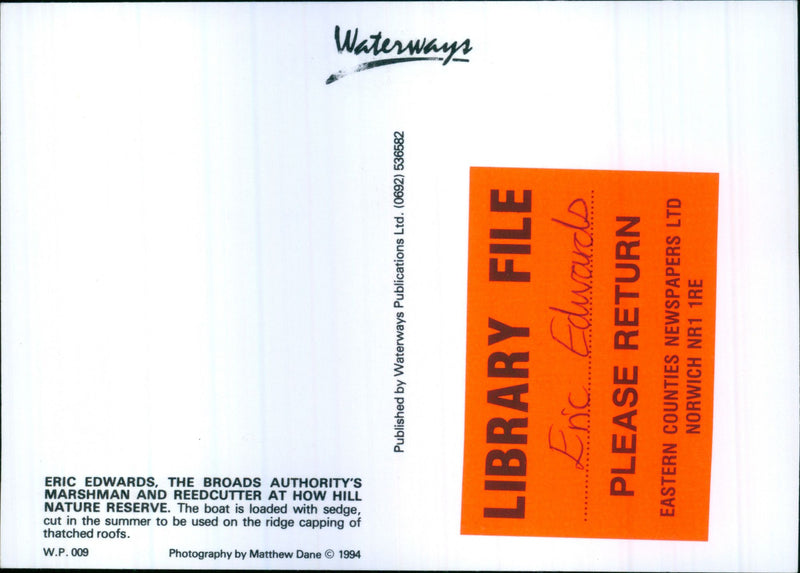 Waterways
Published by Waterways Publications Ltd. (0692) 536582
LIBRARY FILE
Eric Edwards
PLEASE RETURN
EASTERN COUNTIES NEWSPAPERS LTD
NORWICH NR1 1RE
ERIC EDWARDS, THE BROADS AUTHORITY'S
MARSHMAN AND REEDCUTTER AT HOW HILL
NATURE RESERVE. The boat is loaded with sedge,
cut in the summer to be used on the ridge capping of
thatched roofs.
W.P. 009
Photography by Matthew Dane © 1994